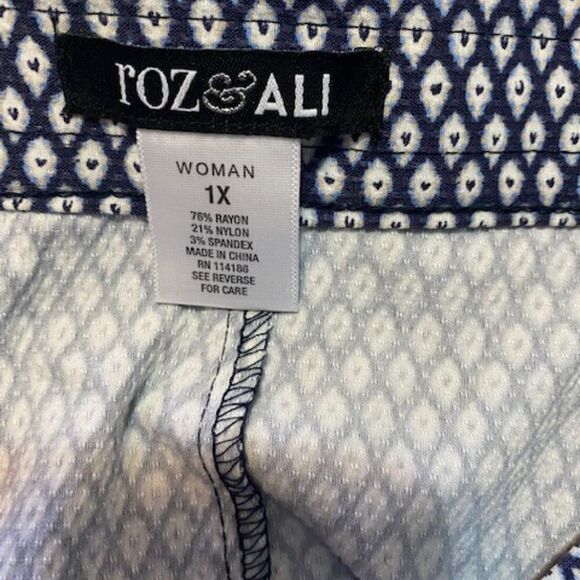 roz&ALI
WOMAN
1X
76% RAYON
21% NYLON
3% SPANDEX
MADE IN CHINA
RN 114186
SEE REVERSE
FOR CARE